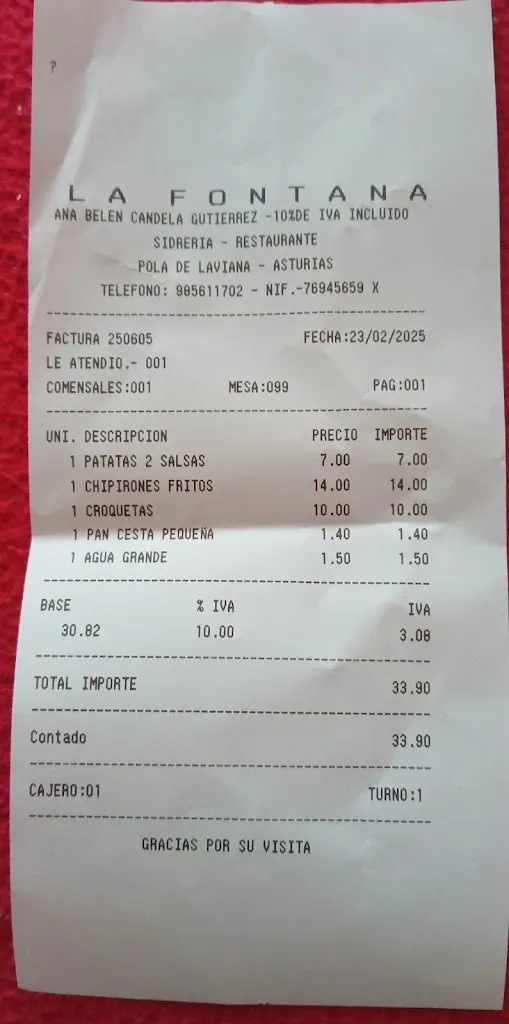 ?
LA FONTANA
ANA BELEN CANDELA GUTIERREZ -10%DE IVA INCLUIDO
SIDRERIA - RESTAURANTE
POLA DE LAVIANA - ASTURIAS
TELEFONO: 985611702 - NIF.-76945659 X
FACTURA 250605 FECHA:23/02/2025
LE ATENDIO.- 001
COMENSALES:001 MESA:099 PAG:001
UNI. DESCRIPCION PRECIO IMPORTE
1 PATATAS 2 SALSAS 7.00 7.00
1 CHIPIRONES FRITOS 14.00 14.00
1 CROQUETAS 10.00 10.00
1 PAN CESTA PEQUEÑA 1.40 1.40
1 AGUA GRANDE 1.50 1.50
BASE % IVA IVA
30.82 10.00 3.08
TOTAL IMPORTE 33.90
Contado 33.90
CAJERO:01 TURNO:1
GRACIAS POR SU VISITA